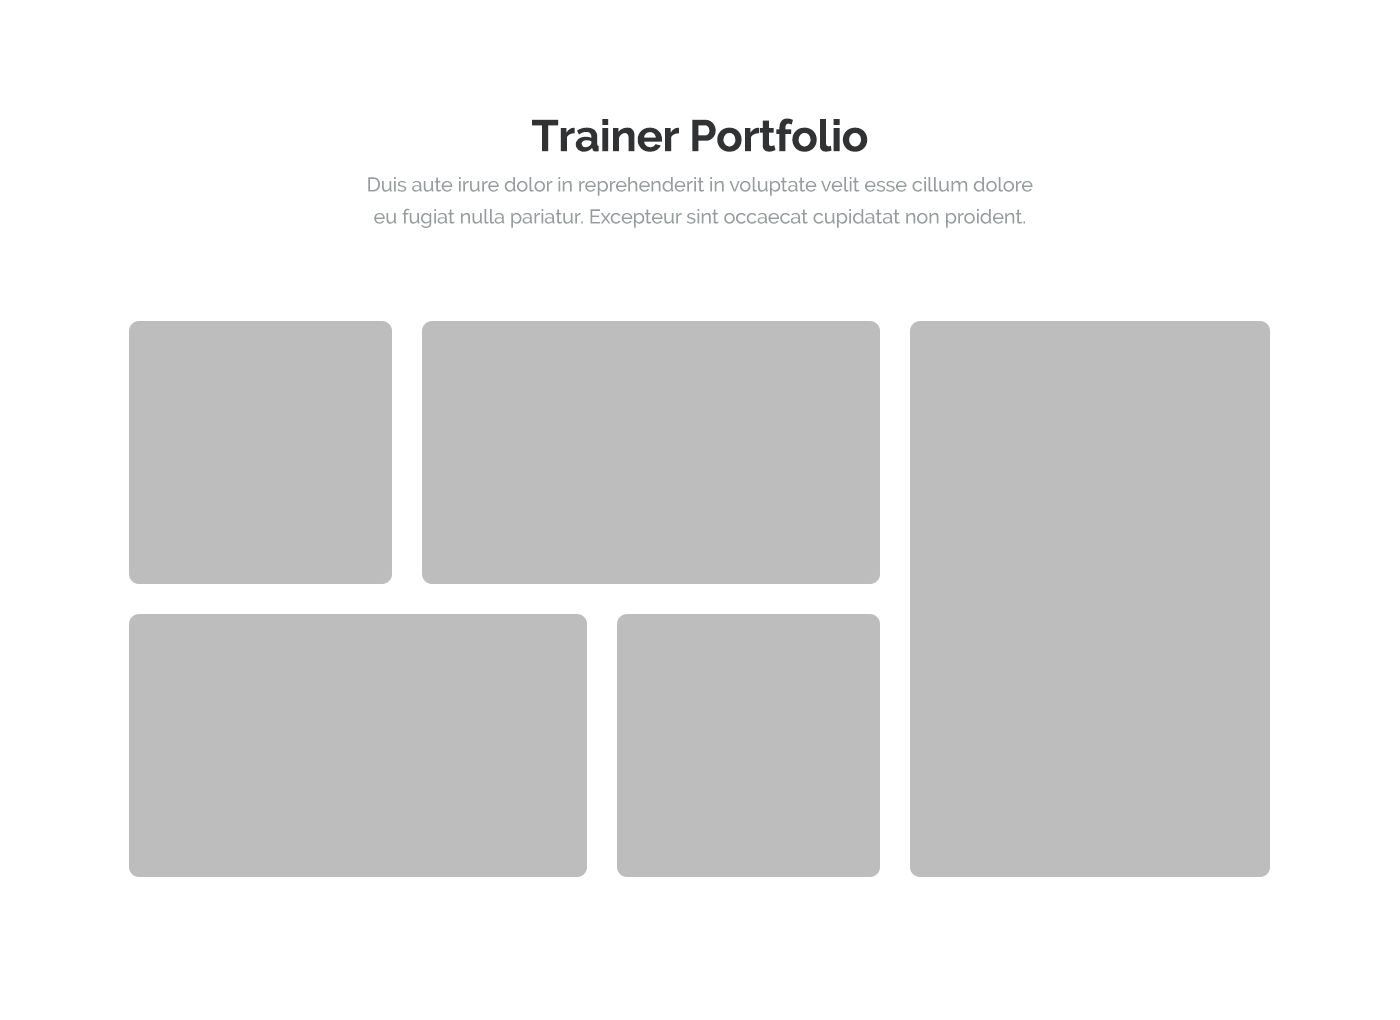 Trainer Portfolio
Duis aute irure dolor in reprehenderit in voluptate velit esse cillum dolore
eu fugiat nulla pariatur. Excepteur sint occaecat cupidatat non proident.